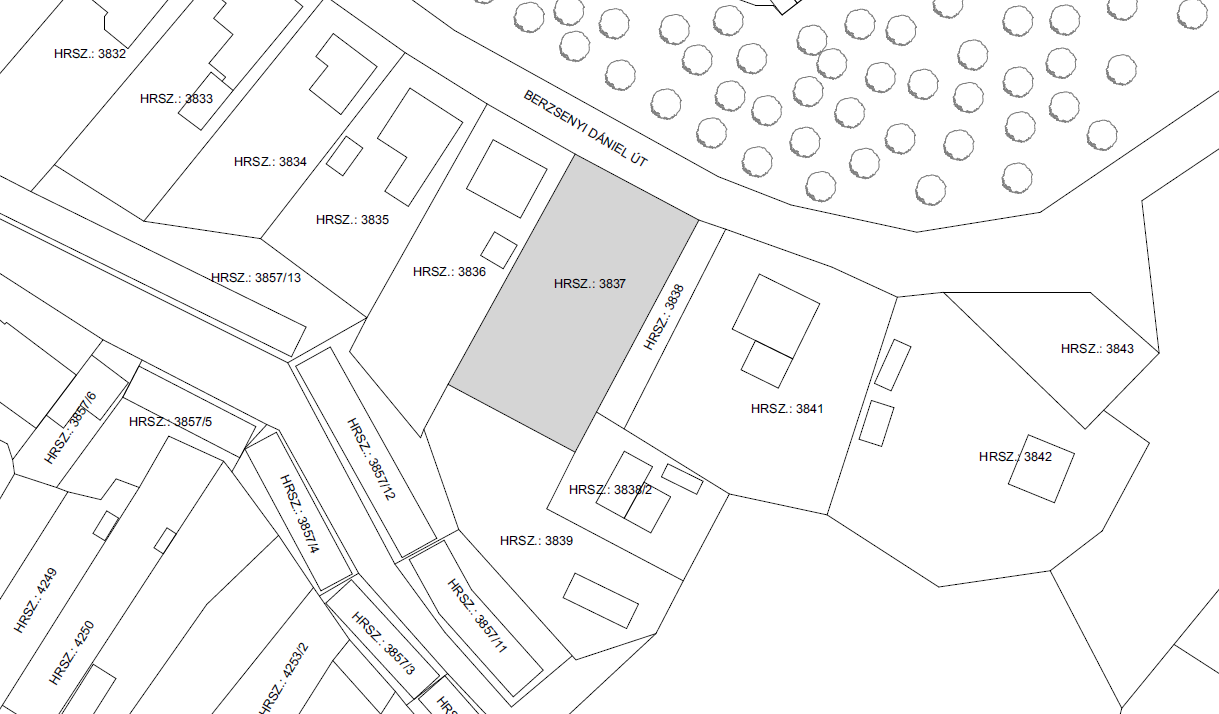 HRSZ.: 3832
HRSZ.: 3833
BERZSENYI DÁNIEL ÚT
HRSZ.: 3834
HRSZ.: 3835
HRSZ.: 3836
HRSZ.: 3857/13
HRSZ.: 3837
HRSZ.: 3838
HRSZ.: 3843
HRSZ.: 3841
HRSZ.: 3857/6
HRSZ.: 3857/5
HRSZ.: 3857/12
HRSZ.: 3842
HRSZ.: 3838/2
HRSZ.: 3857/4
HRSZ.: 3839
HRSZ.: 4249
HRSZ.: 4250
HRSZ.: 3857/11
HRSZ.: 3857/3
HRSZ.: 4253/2
HRSZ